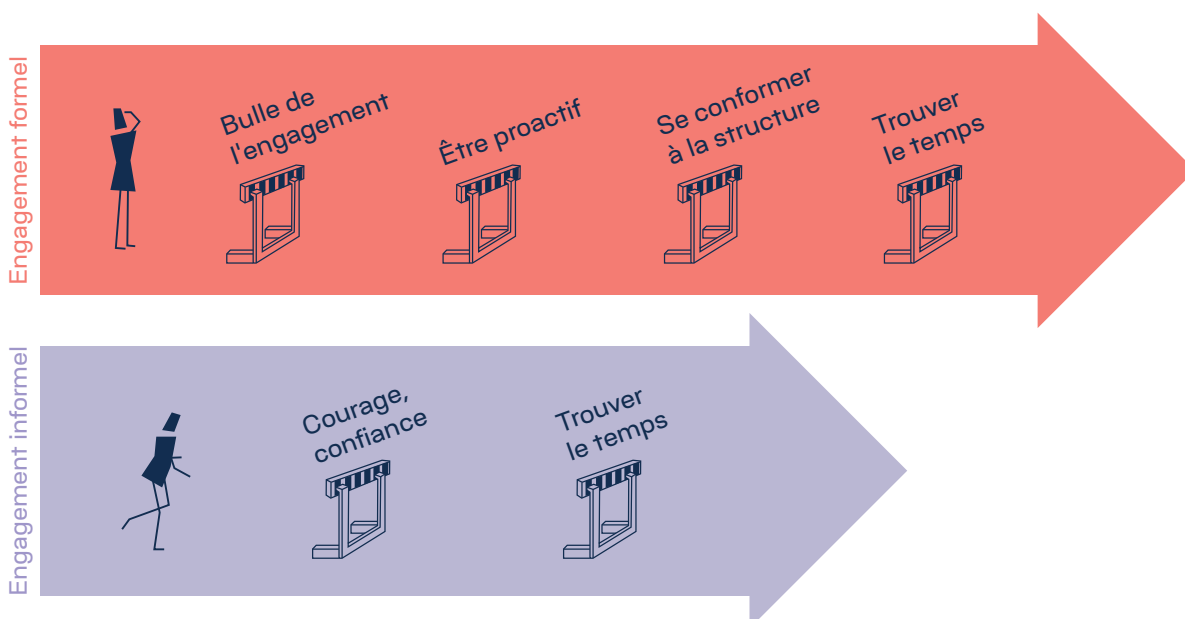 Engagement formel
Bulle de
l'engagement
Être proactif
Se conformer
à la structure
Trouver
le temps
Engagement informel
Courage,
confiance
Trouver
le temps